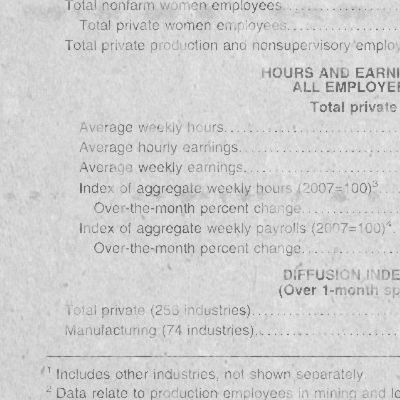 Total nonfarm women employees..............
Total private women employees............
Total private production and nonsupervisory employ
HOURS AND EARNI
ALL EMPLOYEE
Total private
Average weekly hours......................
Average hourly earnings...................
Average weekly earnings...................
Index of aggregate weekly hours (2007=100)³...
Over-the-month percent change............
Index of aggregate weekly payrolls (2007=100)⁴.
Over-the-month percent change............
DIFFUSION INDE
(Over 1-month sp
Total private (255 industries)..................
Manufacturing (74 industries)..................
¹ Includes other industries, not shown separately
² Data relate to production employees in mining and lo